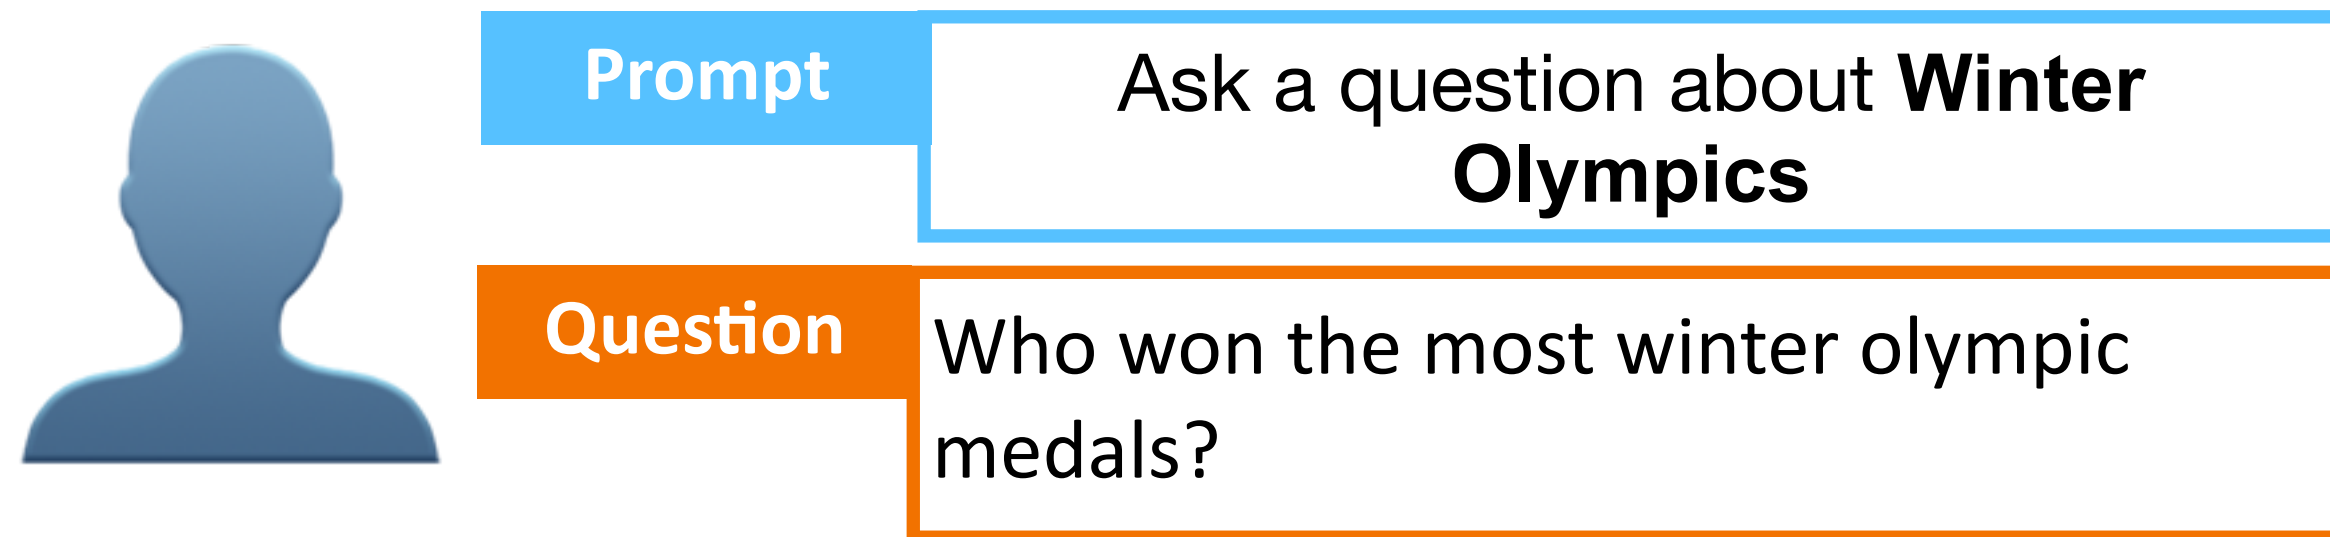 Prompt
Ask a question about Winter
Olympics
Question
Who won the most winter olympic
medals?